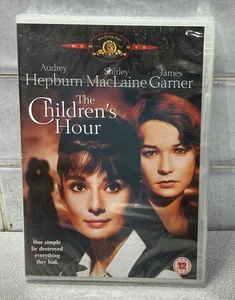 MGM DVD
Audrey Shirley James
Hepburn MacLaine Garner
The
Children's
Hour
One simple
lie destroyed
everything
they had.
12